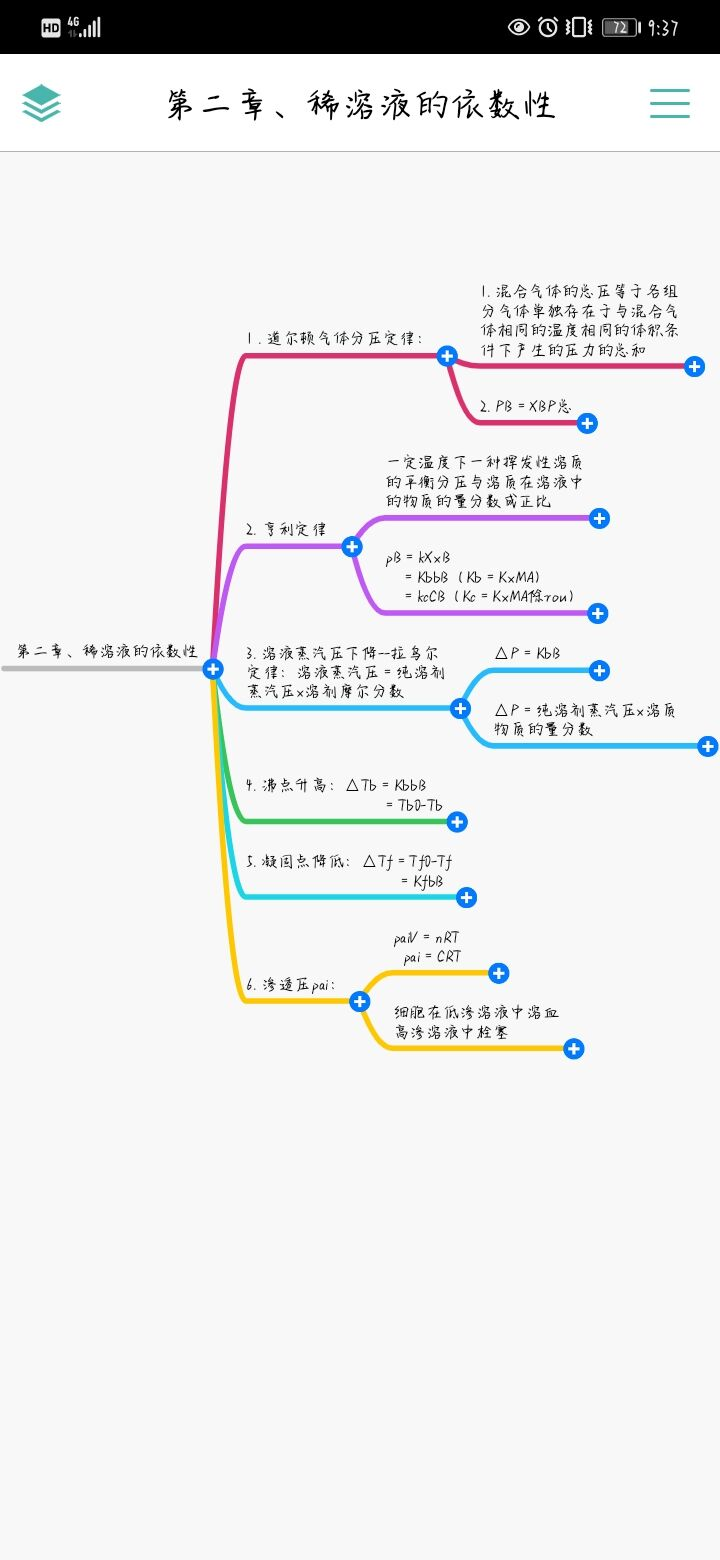 HD 4G 72 9:37
第二章、稀溶液的依数性
1. 混合气体的总压等于各组
分气体单独存在于与混合气
体相同的温度相同的体积条
件下产生的压力的总和
1. 道尔顿气体分压定律：
2. PB = XBP总
一定温度下一种挥发性溶质
的平衡分压与溶质在溶液中
的物质的量分数成正比
2. 亨利定律
pB = kXxB
= KbbB（Kb = KxMA）
= kcCB（Kc = KxMA除rou）
第二章、稀溶液的依数性
3. 溶液蒸汽压下降--拉乌尔
定律：溶液蒸汽压 = 纯溶剂
蒸汽压x溶剂摩尔分数
△P = KbB
△P = 纯溶剂蒸汽压x溶质
物质的量分数
4. 沸点升高：△Tb = KbbB
= Tb0-Tb
5. 凝固点降低：△Tf = Tf0-Tf
= KfbB
paiV = nRT
pai = CRT
6. 渗透压pai：
细胞在低渗溶液中溶血
高渗溶液中栓塞